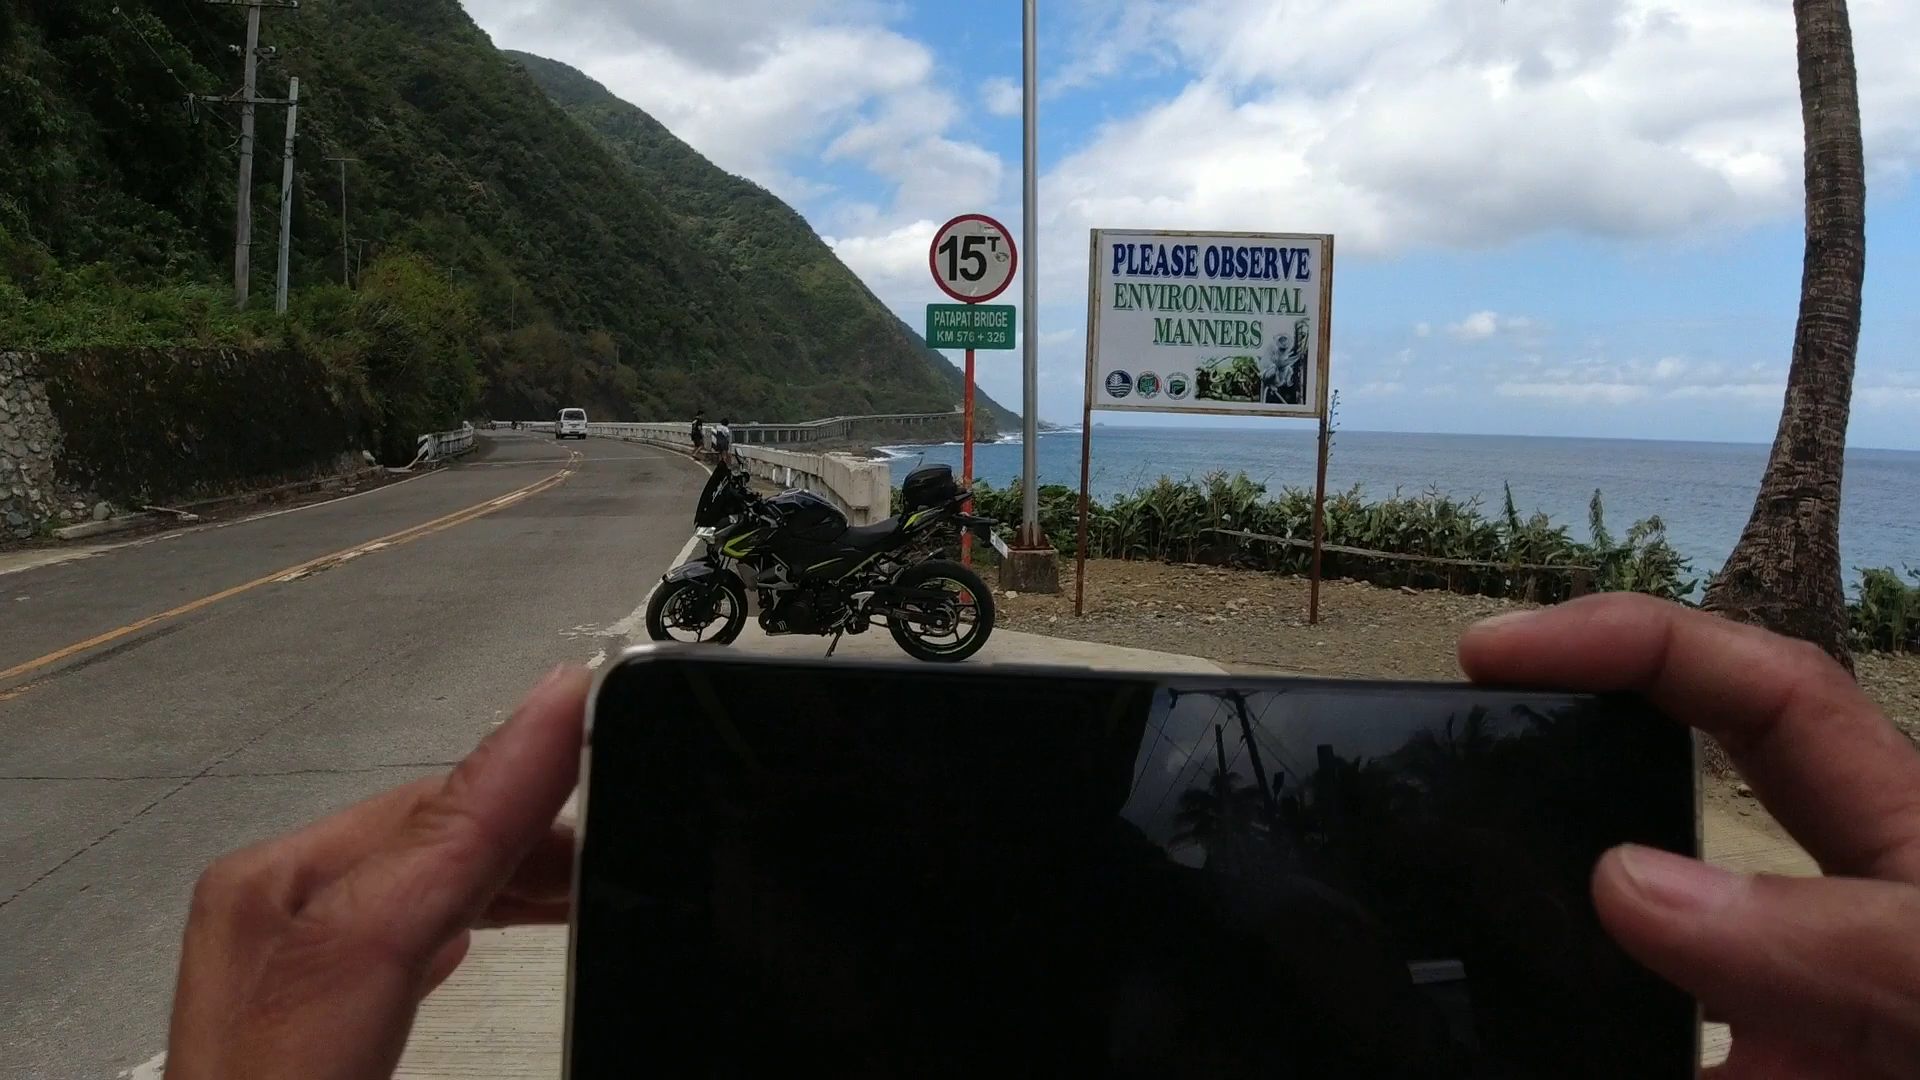 15T
PATAPAT BRIDGE
KM 576 + 326
PLEASE OBSERVE
ENVIRONMENTAL
MANNERS